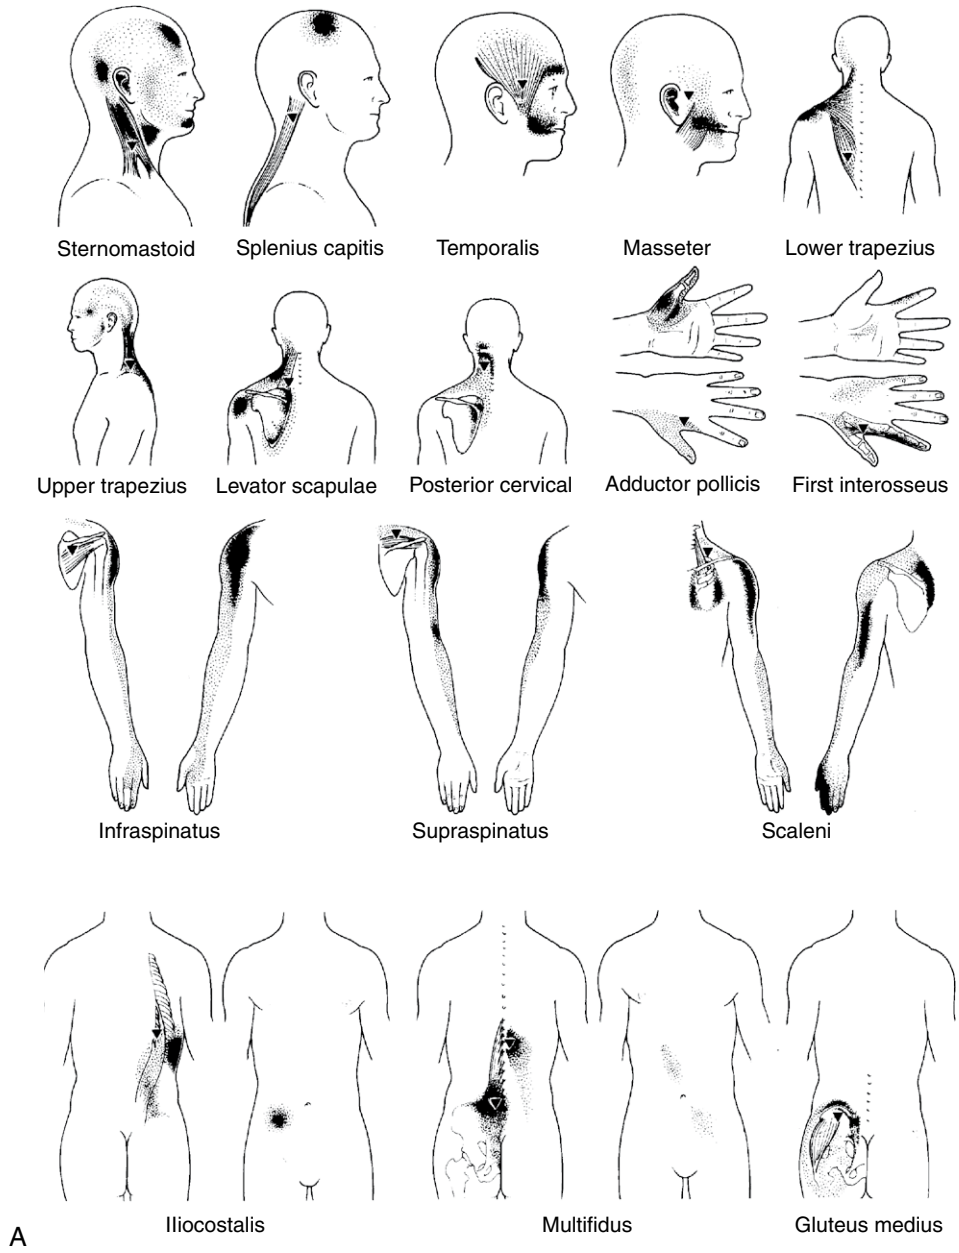 Sternomastoid
Splenius capitis
Temporalis
Masseter
Lower trapezius
Upper trapezius
Levator scapulae
Posterior cervical
Adductor pollicis
First interosseus
Infraspinatus
Supraspinatus
Scaleni
Iliocostalis
Multifidus
Gluteus medius
A